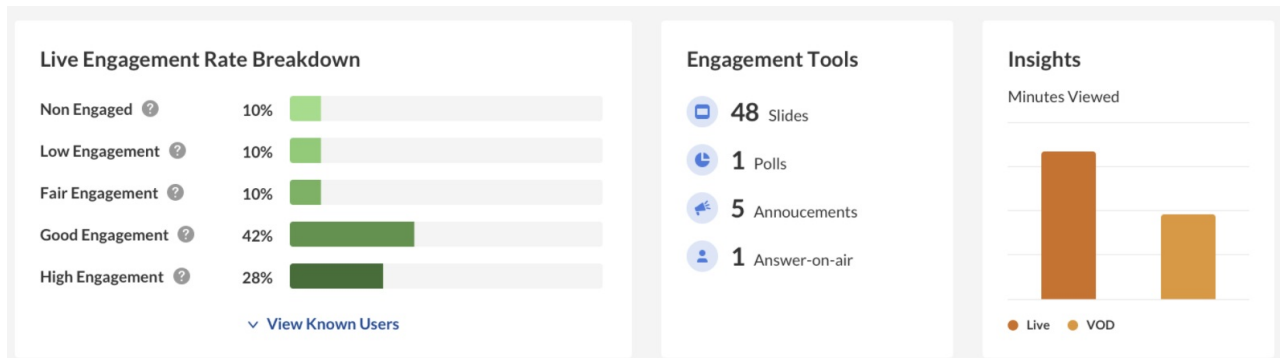 Live Engagement Rate Breakdown
Non Engaged ? 10%
Low Engagement ? 10%
Fair Engagement ? 10%
Good Engagement ? 42%
High Engagement ? 28%
View Known Users
Engagement Tools
48 Slides
1 Polls
5 Annoucements
1 Answer-on-air
Insights
Minutes Viewed
Live VOD